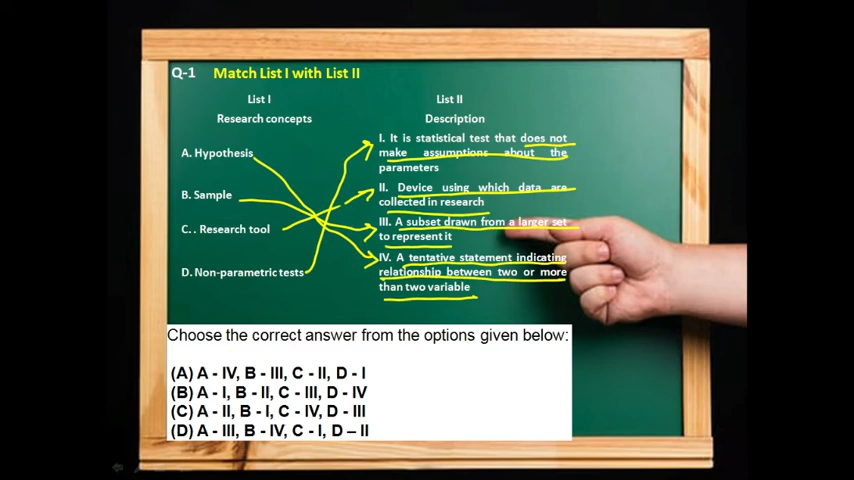 Q-1 Match List I with List II
List I List II
Research concepts Description
A. Hypothesis
B. Sample
C. . Research tool
D. Non-parametric tests
I. It is statistical test that does not
make assumptions about the
parameters
II. Device using which data are
collected in research
III. A subset drawn from a larger set
to represent it
IV. A tentative statement indicating
relationship between two or more
than two variable
Choose the correct answer from the options given below:
(A) A - IV, B - III, C - II, D - I
(B) A - I, B - II, C - III, D - IV
(C) A - II, B - I, C - IV, D - III
(D) A - III, B - IV, C - I, D – II